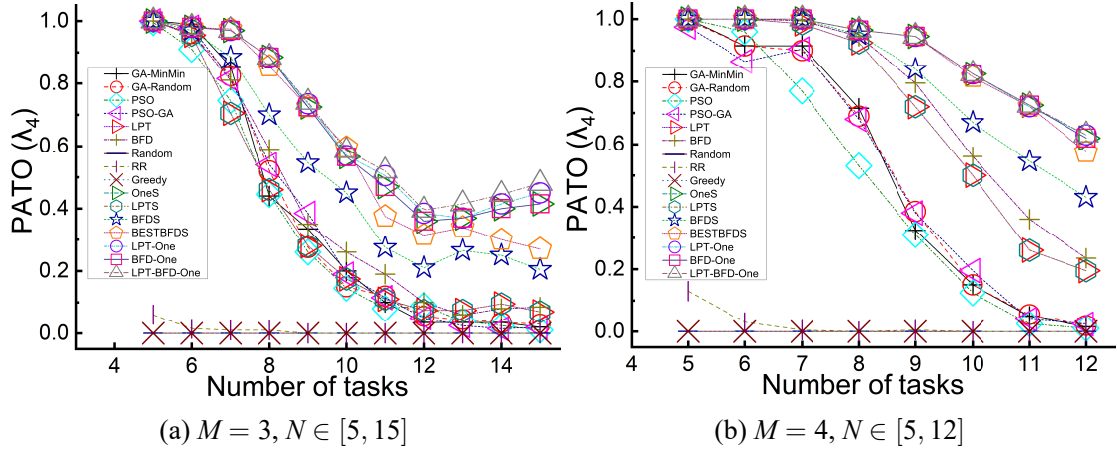 PATO (λ4)
1.0
0.8
0.6
0.4
0.2
0.0
GA-MinMin
GA-Random
PSO
PSO-GA
LPT
BFD
Random
RR
Greedy
OneS
LPTS
BFDS
BESTBFDS
LPT-One
BFD-One
LPT-BFD-One
4 6 8 10 12 14
Number of tasks
(a) M = 3, N ∈ [5, 15]
PATO (λ4)
1.0
0.8
0.6
0.4
0.2
0.0
GA-MinMin
GA-Random
PSO
PSO-GA
LPT
BFD
Random
RR
Greedy
OneS
LPTS
BFDS
BESTBFDS
LPT-One
BFD-One
LPT-BFD-One
4 5 6 7 8 9 10 11 12
Number of tasks
(b) M = 4, N ∈ [5, 12]